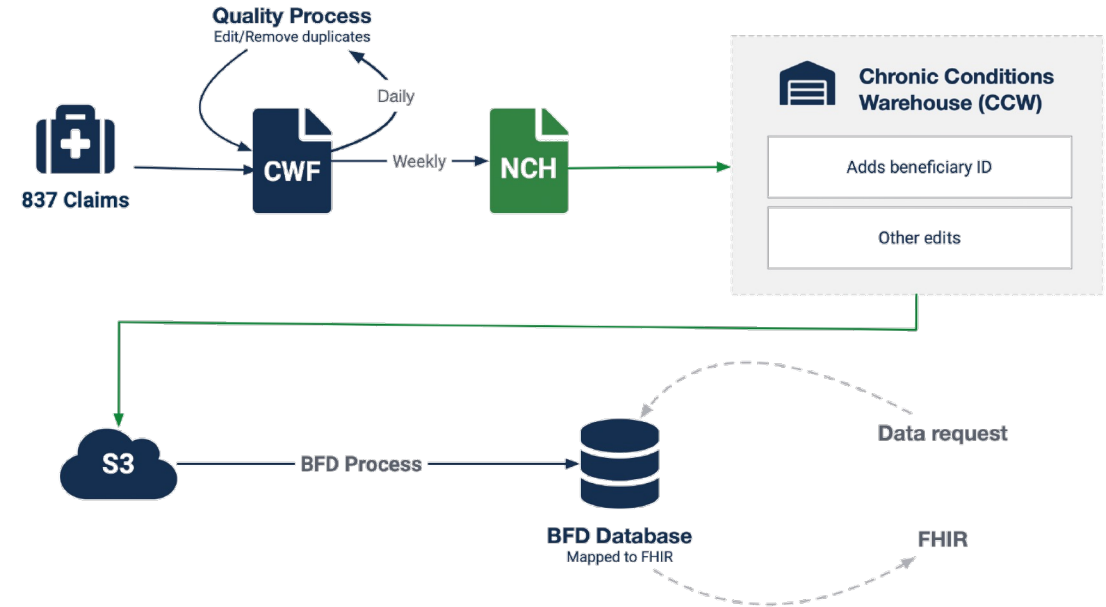 Quality Process
Edit/Remove duplicates
Daily
837 Claims
CWF
Weekly
NCH
Chronic Conditions
Warehouse (CCW)
Adds beneficiary ID
Other edits
S3
BFD Process
BFD Database
Mapped to FHIR
Data request
FHIR